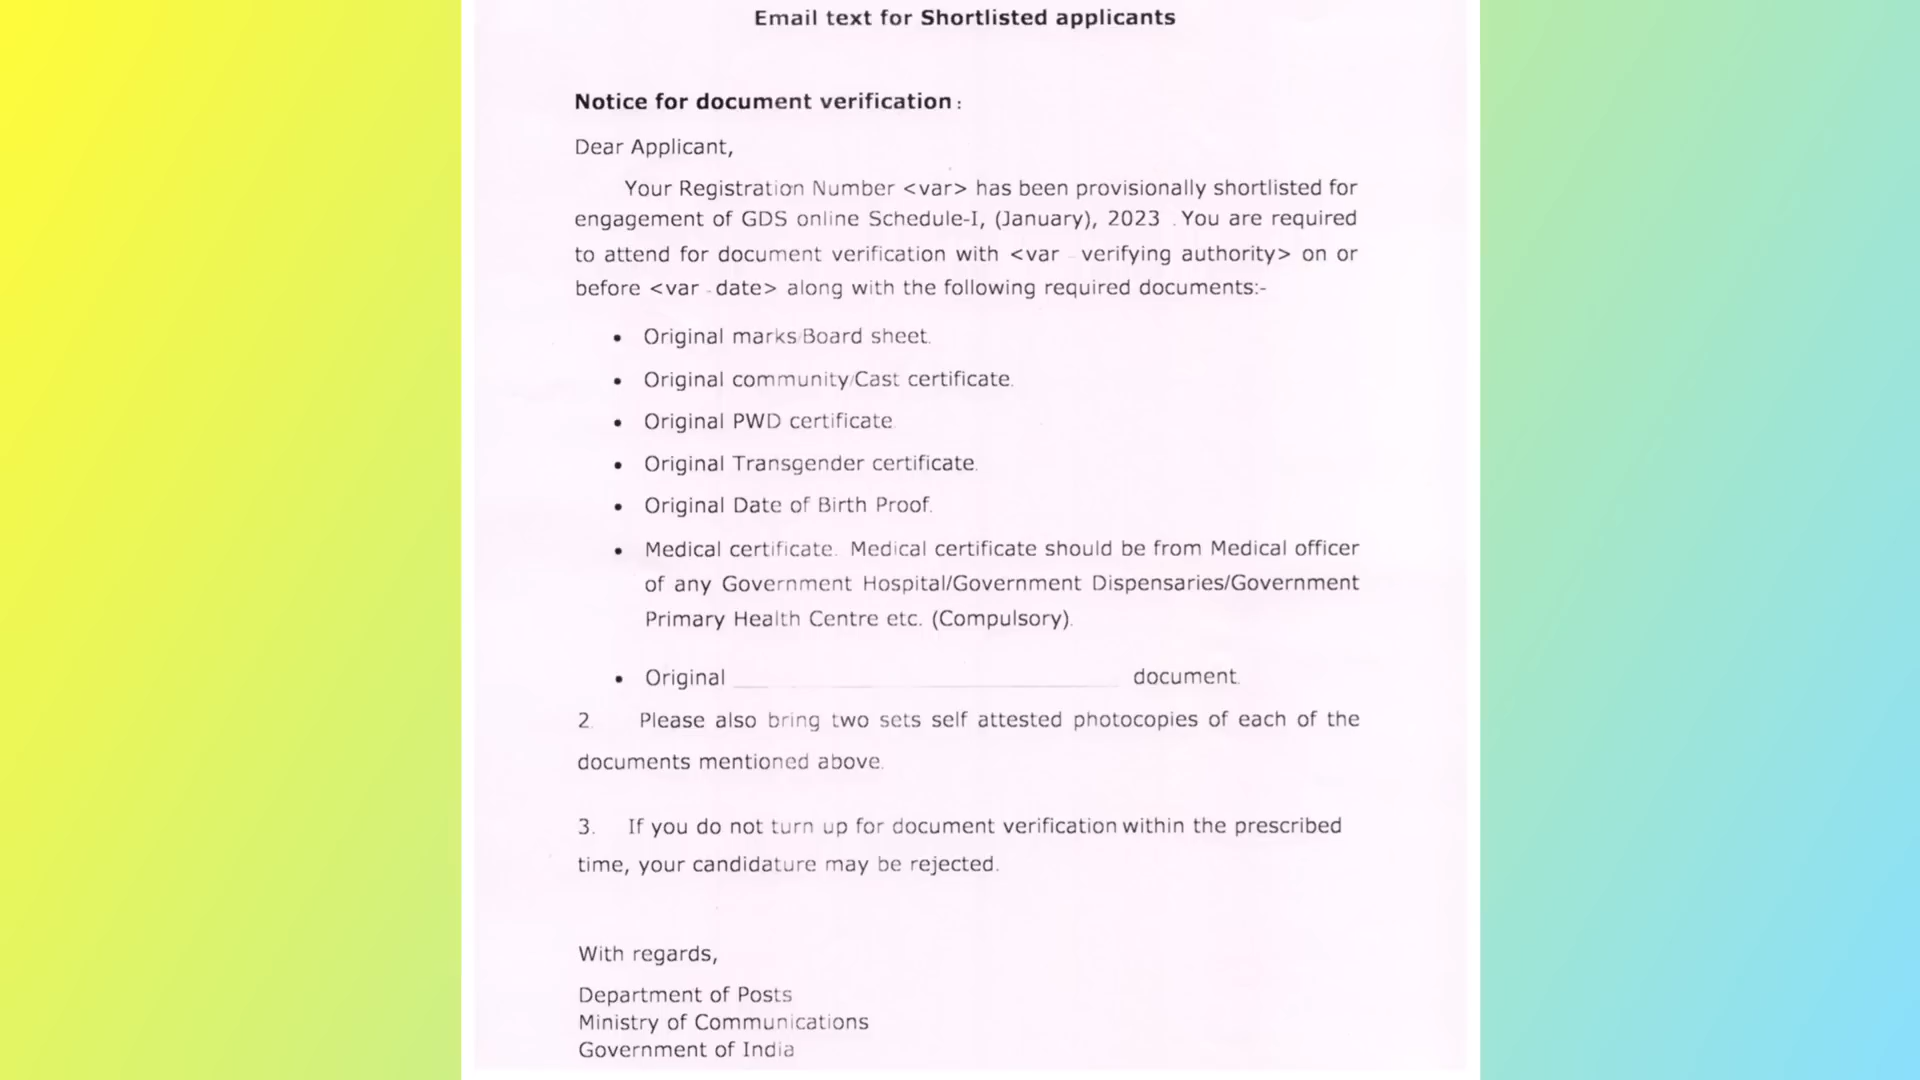 Email text for Shortlisted applicants
Notice for document verification :
Dear Applicant,
Your Registration Number <var> has been provisionally shortlisted for
engagement of GDS online Schedule-I, (January), 2023 .You are required
to attend for document verification with <var - verifying authority> on or
before <var - date> along with the following required documents:-
• Original marks/Board sheet.
• Original community/Cast certificate.
• Original PWD certificate
• Original Transgender certificate.
• Original Date of Birth Proof.
• Medical certificate. Medical certificate should be from Medical officer
of any Government Hospital/Government Dispensaries/Government
Primary Health Centre etc. (Compulsory).
• Original ______________________ document.
2. Please also bring two sets self attested photocopies of each of the
documents mentioned above.
3. If you do not turn up for document verification within the prescribed
time, your candidature may be rejected.
With regards,
Department of Posts
Ministry of Communications
Government of India